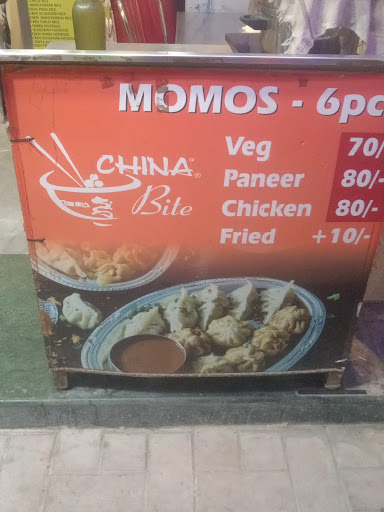 MOMOS - 6pc
CHINA®
Bite
Veg 70/
Paneer 80/-
Chicken 80/-
Fried +10/-